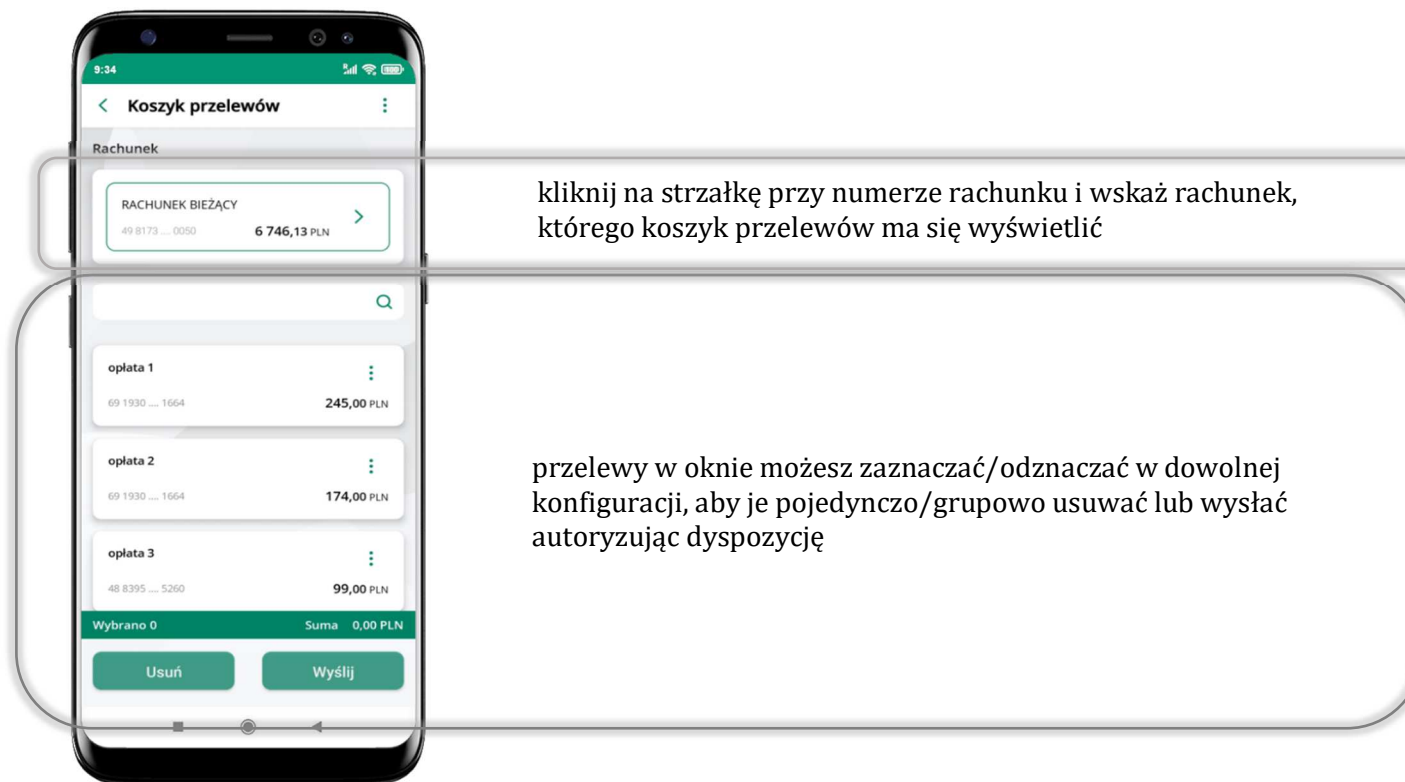 9:34
Koszyk przelewów
Rachunek
RACHUNEK BIEŻĄCY
49 8173 .... 0050 6 746,13 PLN
kliknij na strzałkę przy numerze rachunku i wskaż rachunek,
którego koszyk przelewów ma się wyświetlić
opłata 1
69 1930 .... 1664 245,00 PLN
opłata 2
69 1930 .... 1664 174,00 PLN
opłata 3
48 8395 .... 5260 99,00 PLN
przelewy w oknie możesz zaznaczać/odznaczać w dowolnej
konfiguracji, aby je pojedynczo/grupowo usuwać lub wysłać
autoryzując dyspozycję
Wybrano 0 Suma 0,00 PLN
Usuń Wyślij